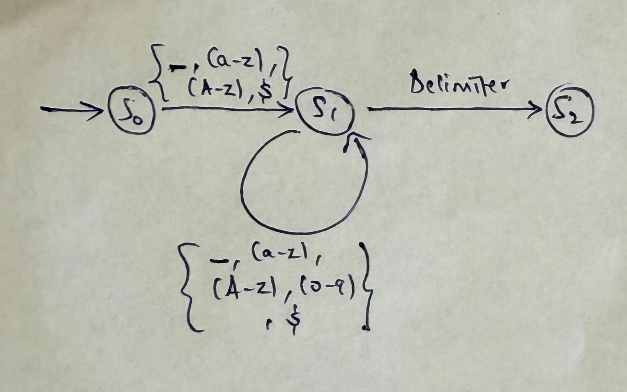 { _, (a-z),
(A-Z), $ }
Delimiter
S0
S1
S2
{ _, (a-z),
(A-Z), (0-9)
, $ }